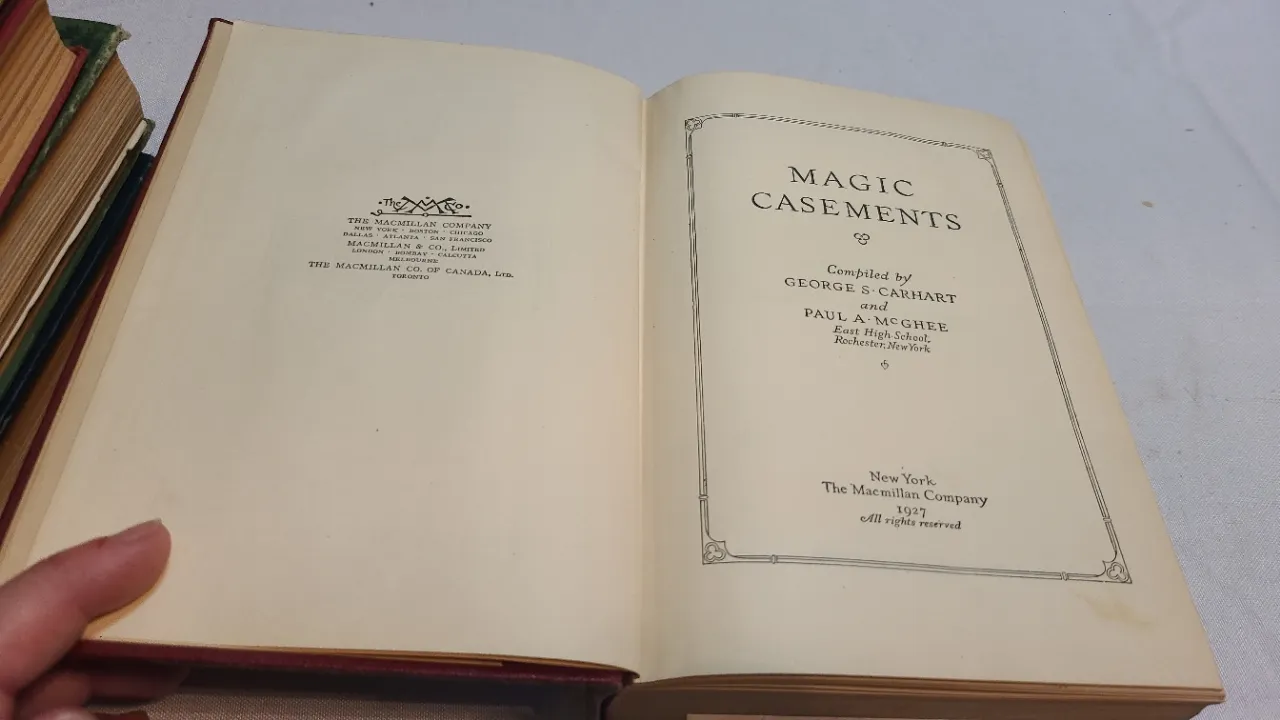 The MM Co.
THE MACMILLAN COMPANY
NEW YORK · BOSTON · CHICAGO
DALLAS · ATLANTA · SAN FRANCISCO
MACMILLAN & CO., LIMITED
LONDON · BOMBAY · CALCUTTA
MELBOURNE
THE MACMILLAN CO. OF CANADA, LTD.
TORONTO
MAGIC
CASEMENTS
Compiled by
GEORGE S · CARHART
and
PAUL A · McGHEE
East High School,
Rochester, New York
New York
The Macmillan Company
1927
All rights reserved